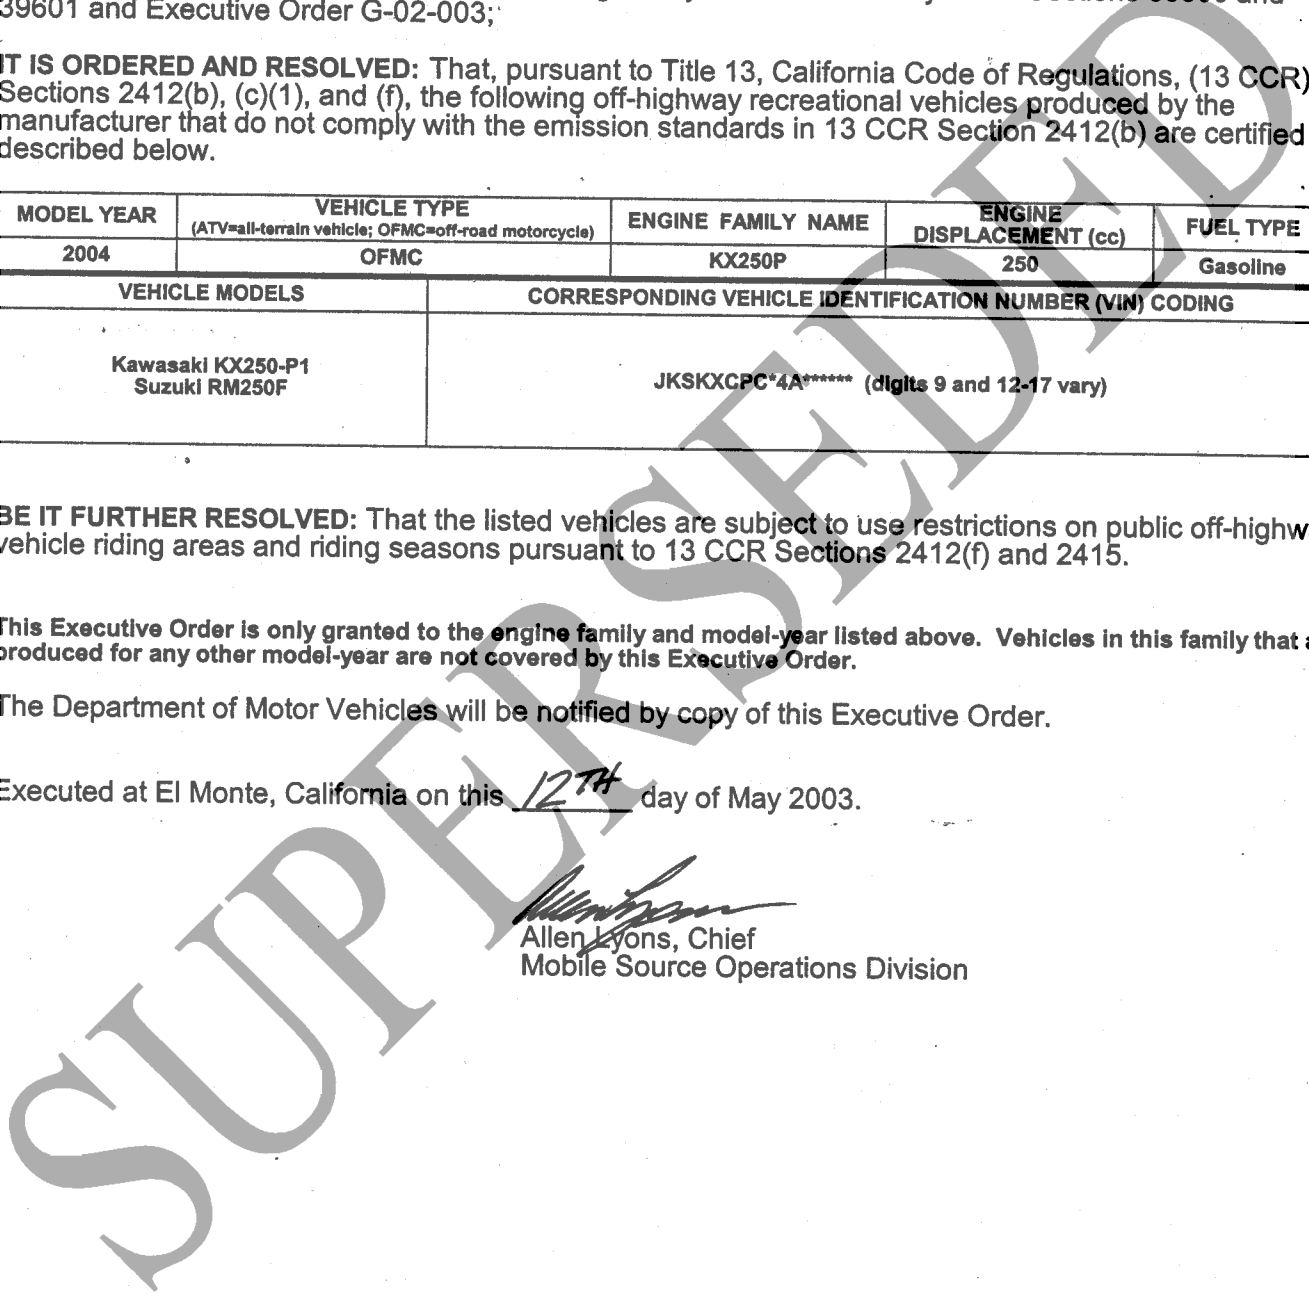 39601 and Executive Order G-02-003;
IT IS ORDERED AND RESOLVED: That, pursuant to Title 13, California Code of Regulations, (13 CCR)
Sections 2412(b), (c)(1), and (f), the following off-highway recreational vehicles produced by the
manufacturer that do not comply with the emission standards in 13 CCR Section 2412(b) are certified
described below.
MODEL YEAR
VEHICLE TYPE
(ATV=all-terrain vehicle; OFMC=off-road motorcycle)
ENGINE FAMILY NAME
ENGINE
DISPLACEMENT (cc)
FUEL TYPE
2004
OFMC
KX250P
250
Gasoline
VEHICLE MODELS
CORRESPONDING VEHICLE IDENTIFICATION NUMBER (VIN) CODING
Kawasaki KX250-P1
Suzuki RM250F
JKSKXCPC*4A****** (digits 9 and 12-17 vary)
BE IT FURTHER RESOLVED: That the listed vehicles are subject to use restrictions on public off-highw
vehicle riding areas and riding seasons pursuant to 13 CCR Sections 2412(f) and 2415.
This Executive Order is only granted to the engine family and model-year listed above. Vehicles in this family that a
produced for any other model-year are not covered by this Executive Order.
The Department of Motor Vehicles will be notified by copy of this Executive Order.
Executed at El Monte, California on this 12TH day of May 2003.
Allen Lyons, Chief
Mobile Source Operations Division
SUPERSEDED